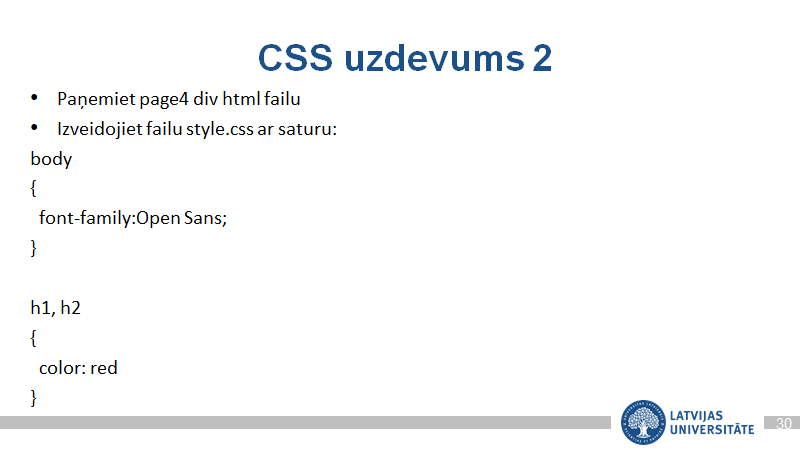 CSS uzdevums 2
• Paņemiet page4 div html failu
• Izveidojiet failu style.css ar saturu:
body
{
font-family:Open Sans;
}
h1, h2
{
color: red
}
LATVIJAS
UNIVERSITĀTE
30